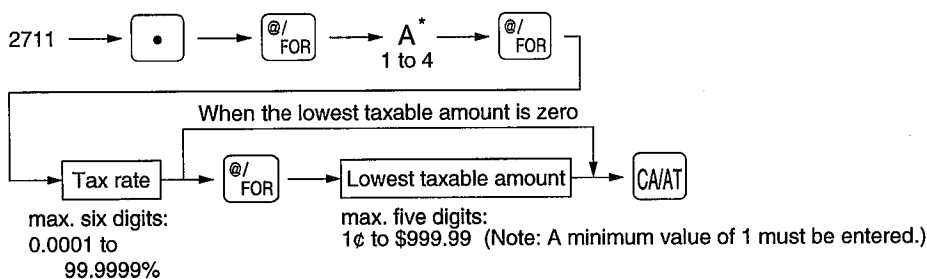 2711 • @/ FOR A* @/ FOR
1 to 4
When the lowest taxable amount is zero
Tax rate @/ FOR Lowest taxable amount CA/AT
max. six digits: max. five digits:
0.0001 to 1¢ to $999.99 (Note: A minimum value of 1 must be entered.)
99.9999%